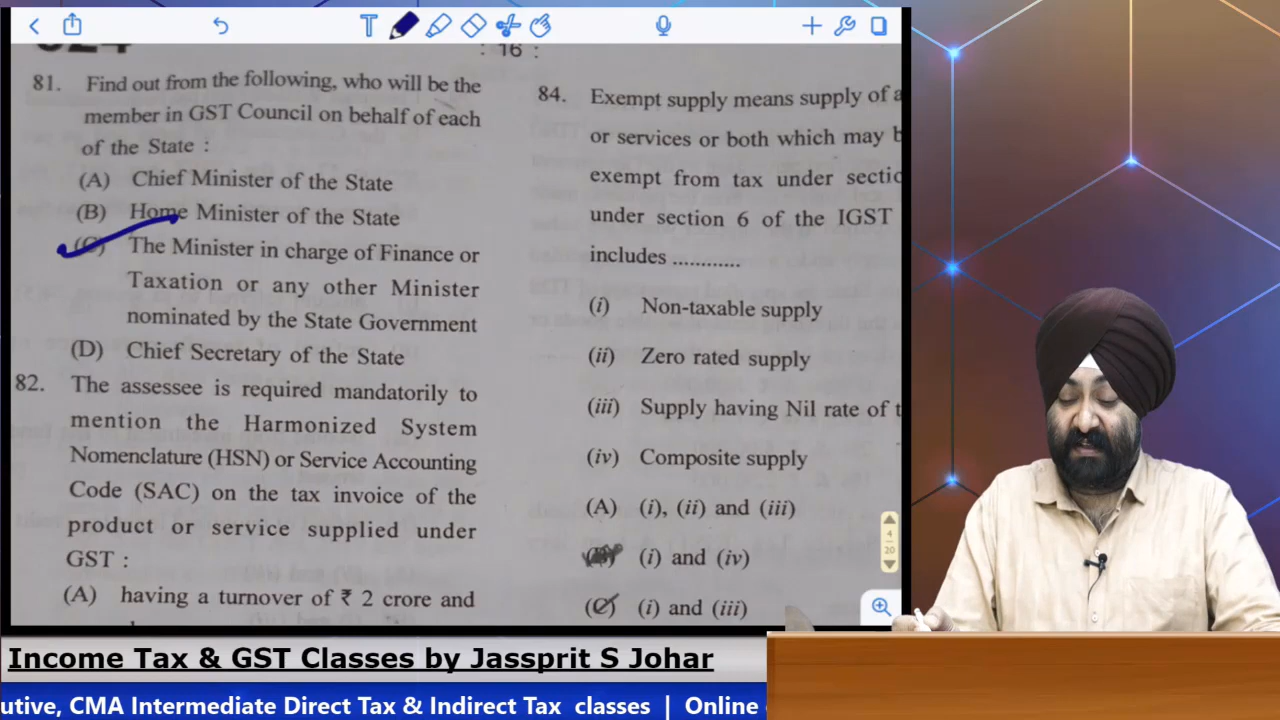 : 16 :
81. Find out from the following, who will be the
member in GST Council on behalf of each
of the State :
(A) Chief Minister of the State
(B) Home Minister of the State
(C) The Minister in charge of Finance or
Taxation or any other Minister
nominated by the State Government
(D) Chief Secretary of the State
82. The assessee is required mandatorily to
mention the Harmonized System
Nomenclature (HSN) or Service Accounting
Code (SAC) on the tax invoice of the
product or service supplied under
GST :
(A) having a turnover of ₹ 2 crore and
84. Exempt supply means supply of a
or services or both which may b
exempt from tax under sectio
under section 6 of the IGST
includes ............
(i) Non-taxable supply
(ii) Zero rated supply
(iii) Supply having Nil rate of t
(iv) Composite supply
(A) (i), (ii) and (iii)
(B) (i) and (iv)
(C) (i) and (iii)
4
20
Income Tax & GST Classes by Jassprit S Johar
utive, CMA Intermediate Direct Tax & Indirect Tax classes | Online